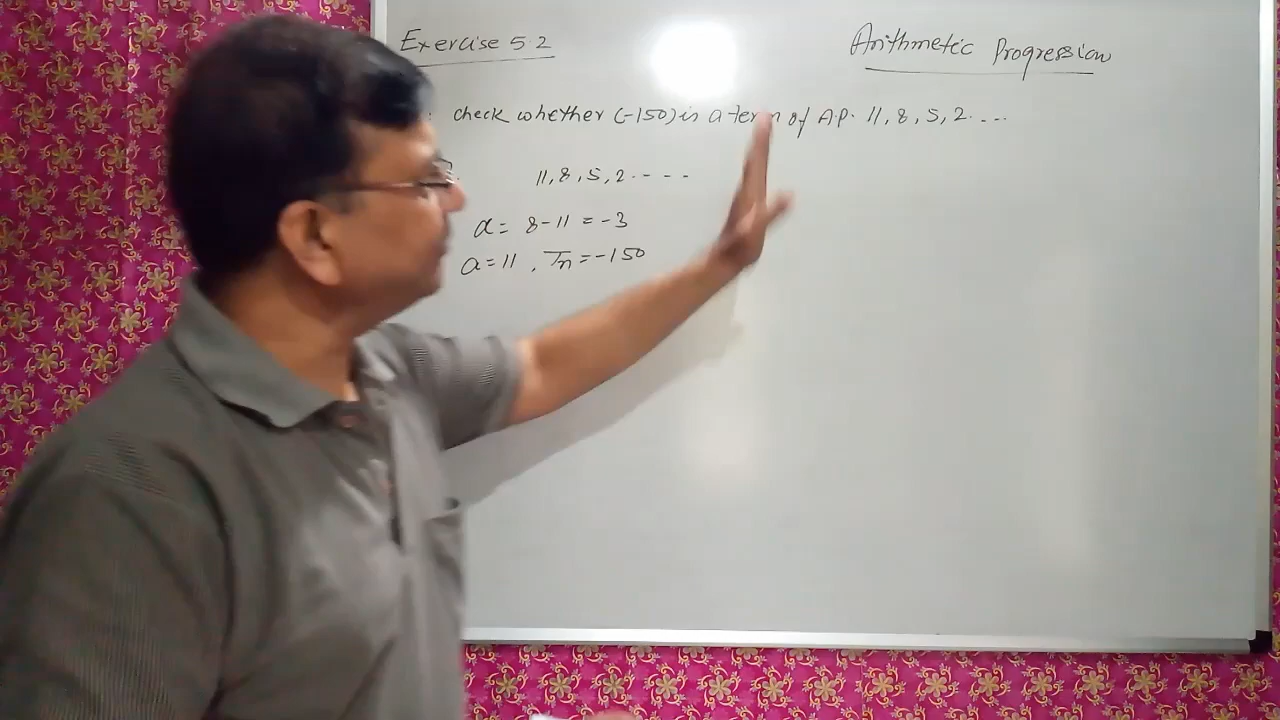 Exercise 5.2
Arithmetic Progression
check whether (-150) is a term of A.P. 11, 8, 5, 2....
11, 8, 5, 2.----
d = 8-11 = -3
a = 11, Tn = -150